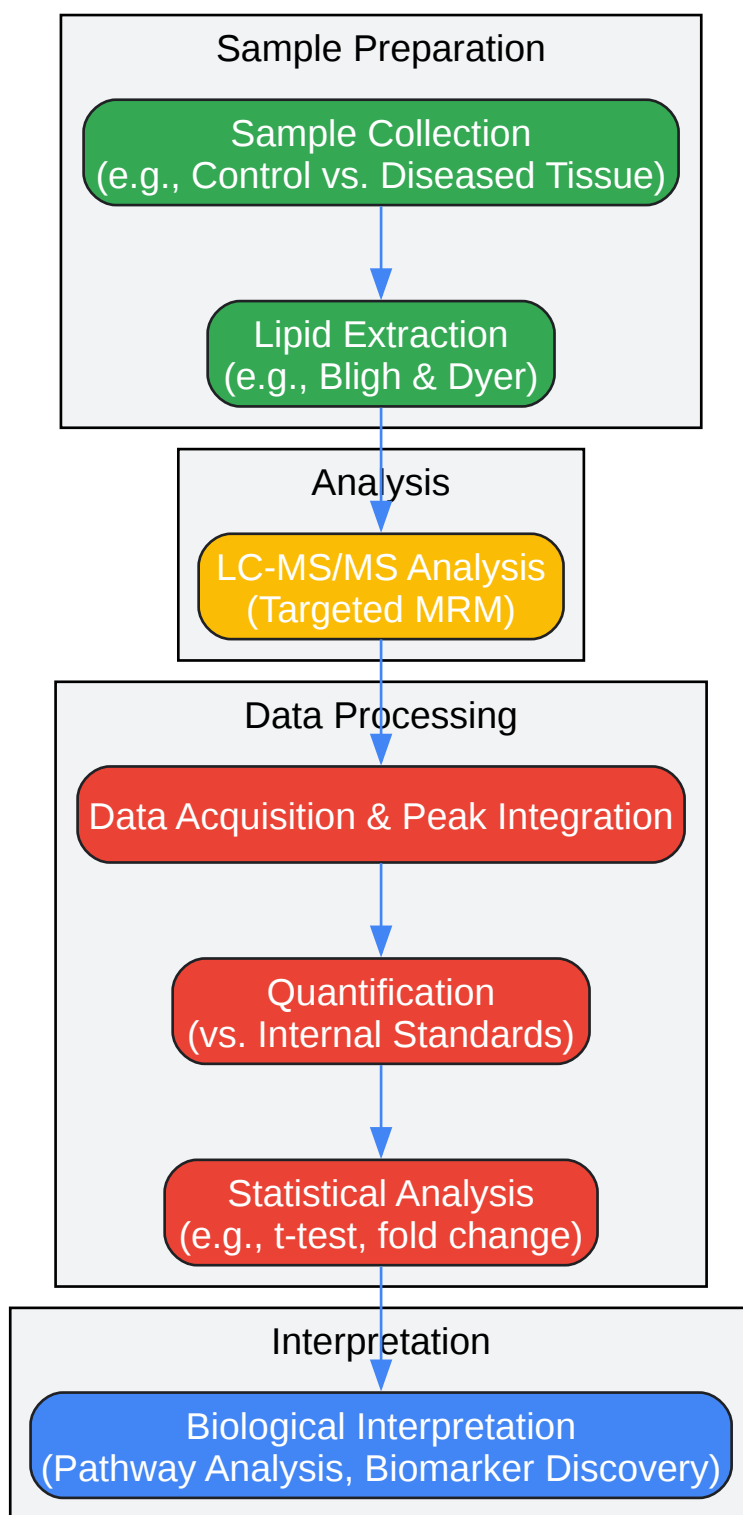 Sample Preparation
Sample Collection
(e.g., Control vs. Diseased Tissue)
Lipid Extraction
(e.g., Bligh & Dyer)
Analysis
LC-MS/MS Analysis
(Targeted MRM)
Data Processing
Data Acquisition & Peak Integration
Quantification
(vs. Internal Standards)
Statistical Analysis
(e.g., t-test, fold change)
Interpretation
Biological Interpretation
(Pathway Analysis, Biomarker Discovery)